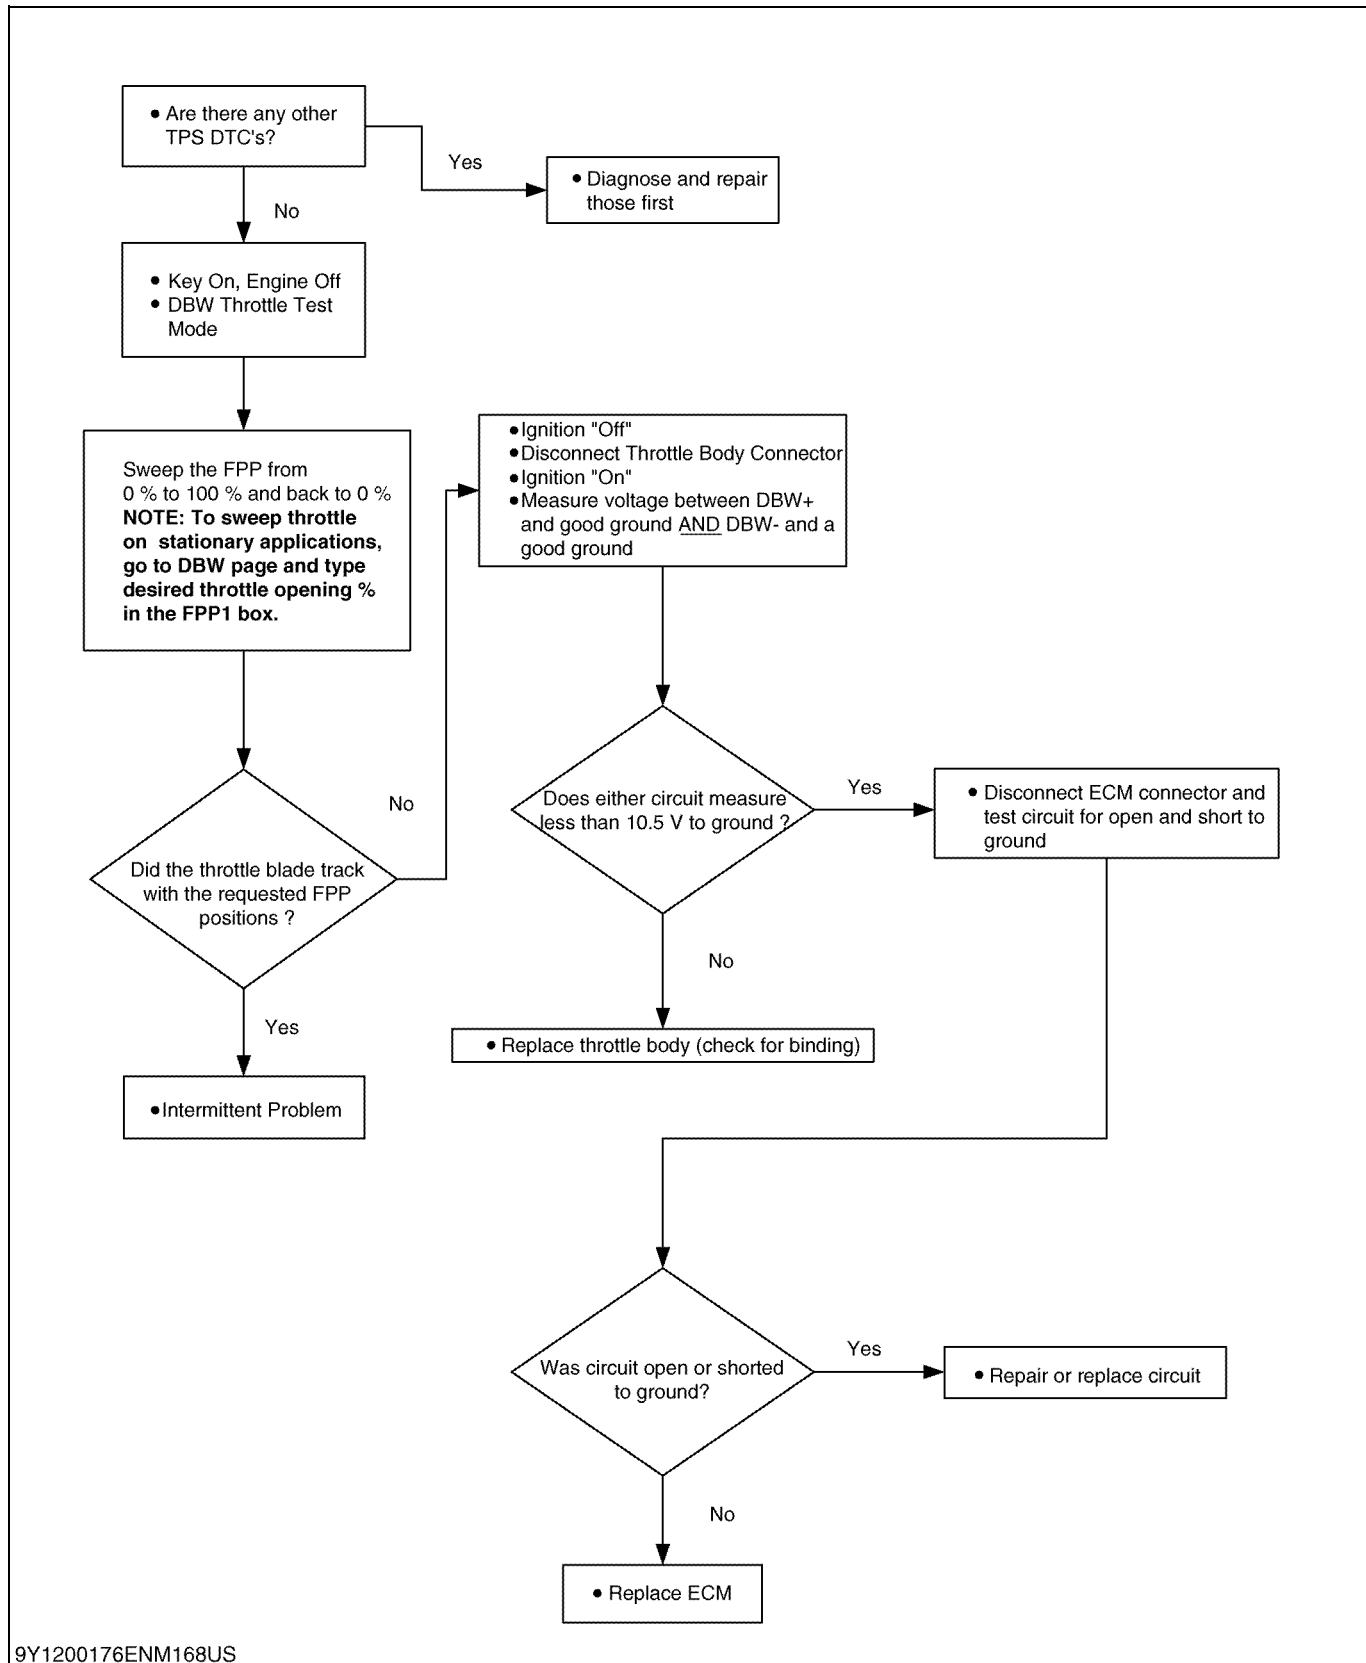 • Are there any other
TPS DTC's?
Yes
• Diagnose and repair
those first
No
• Key On, Engine Off
• DBW Throttle Test
Mode
Sweep the FPP from
0 % to 100 % and back to 0 %
NOTE: To sweep throttle
on stationary applications,
go to DBW page and type
desired throttle opening %
in the FPP1 box.
• Ignition "Off"
• Disconnect Throttle Body Connector
• Ignition "On"
• Measure voltage between DBW+
and good ground AND DBW- and a
good ground
No
Did the throttle blade track
with the requested FPP
positions ?
Yes
• Intermittent Problem
Does either circuit measure
less than 10.5 V to ground ?
Yes
• Disconnect ECM connector and
test circuit for open and short to
ground
No
• Replace throttle body (check for binding)
Was circuit open or shorted
to ground?
Yes
• Repair or replace circuit
No
• Replace ECM
9Y1200176ENM168US